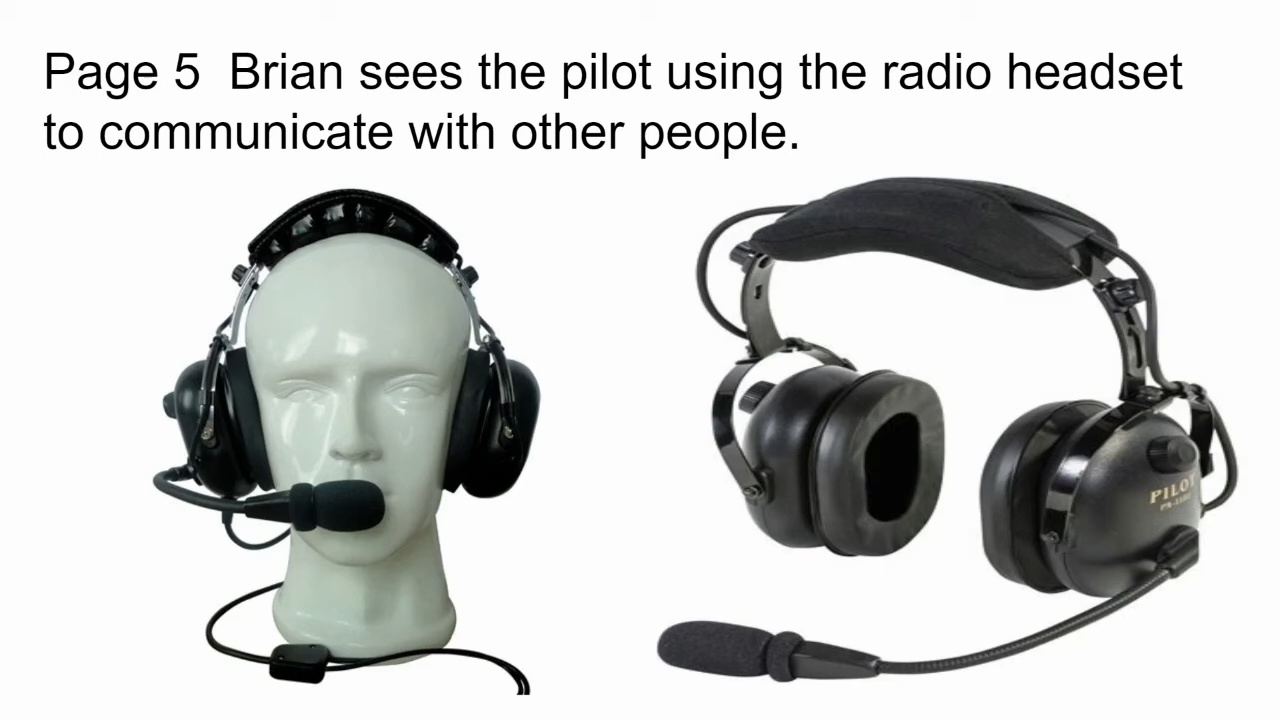 Page 5  Brian sees the pilot using the radio headset
to communicate with other people.
PILOT